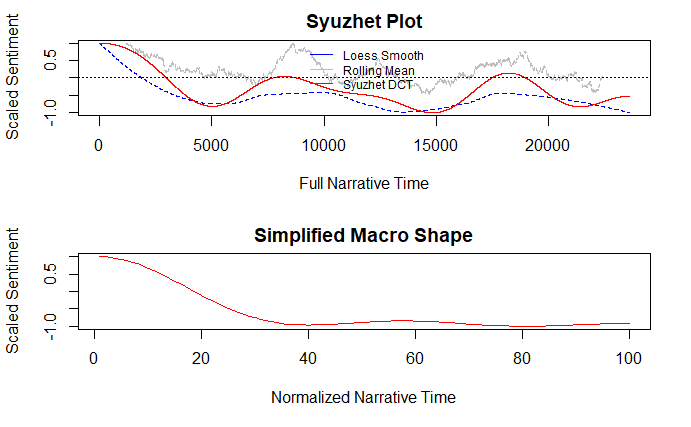 Syuzhet Plot
Scaled Sentiment
0.5
-1.0
Loess Smooth
Rolling Mean
Syuzhet DCT
0 5000 10000 15000 20000
Full Narrative Time
Simplified Macro Shape
Scaled Sentiment
0.5
-1.0
0 20 40 60 80 100
Normalized Narrative Time